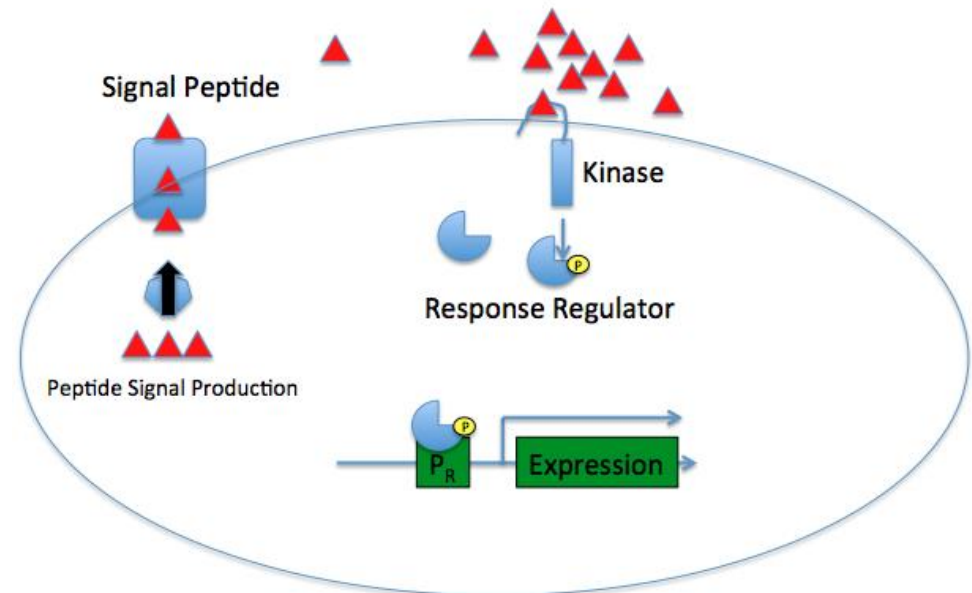 Signal Peptide
Kinase
P
Response Regulator
Peptide Signal Production
P
PR
Expression